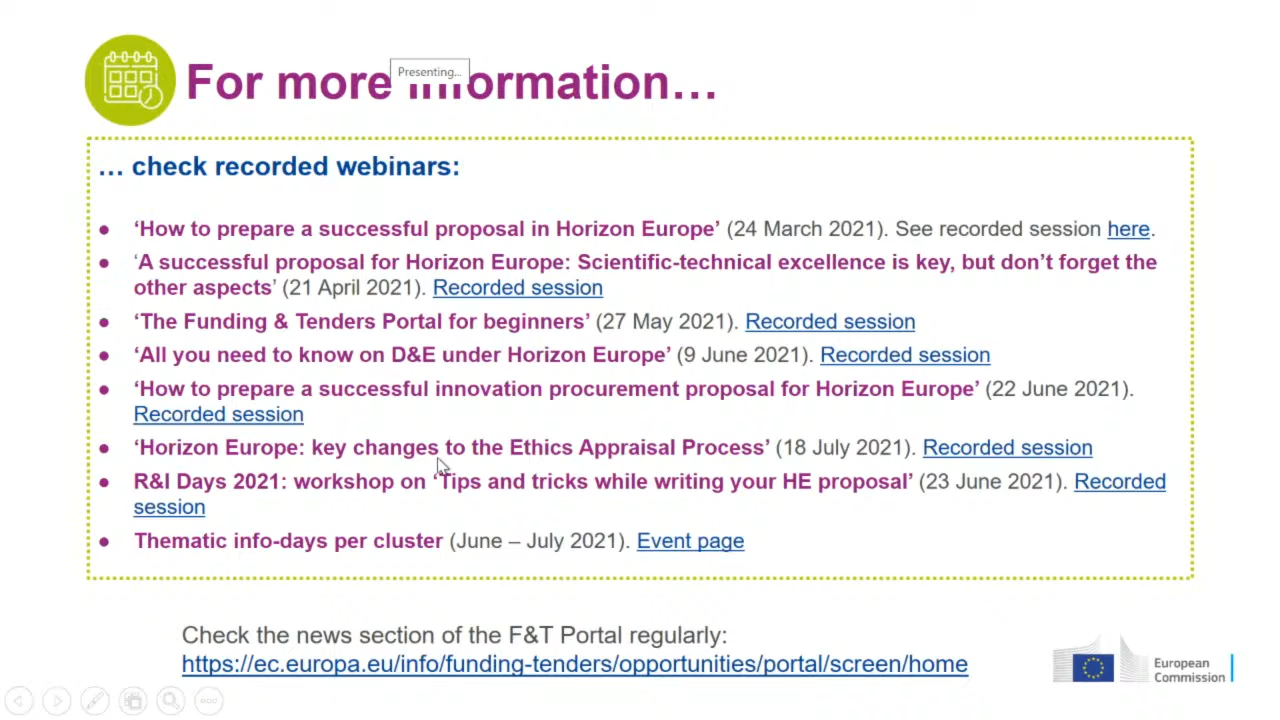 For more information…
Presenting...
… check recorded webinars:
● ‘How to prepare a successful proposal in Horizon Europe’ (24 March 2021). See recorded session here.
● ‘A successful proposal for Horizon Europe: Scientific-technical excellence is key, but don’t forget the
other aspects’ (21 April 2021). Recorded session
● ‘The Funding & Tenders Portal for beginners’ (27 May 2021). Recorded session
● ‘All you need to know on D&E under Horizon Europe’ (9 June 2021). Recorded session
● ‘How to prepare a successful innovation procurement proposal for Horizon Europe’ (22 June 2021).
Recorded session
● ‘Horizon Europe: key changes to the Ethics Appraisal Process’ (18 July 2021). Recorded session
● R&I Days 2021: workshop on ‘Tips and tricks while writing your HE proposal’ (23 June 2021). Recorded
session
● Thematic info-days per cluster (June – July 2021). Event page
Check the news section of the F&T Portal regularly:
https://ec.europa.eu/info/funding-tenders/opportunities/portal/screen/home
European
Commission